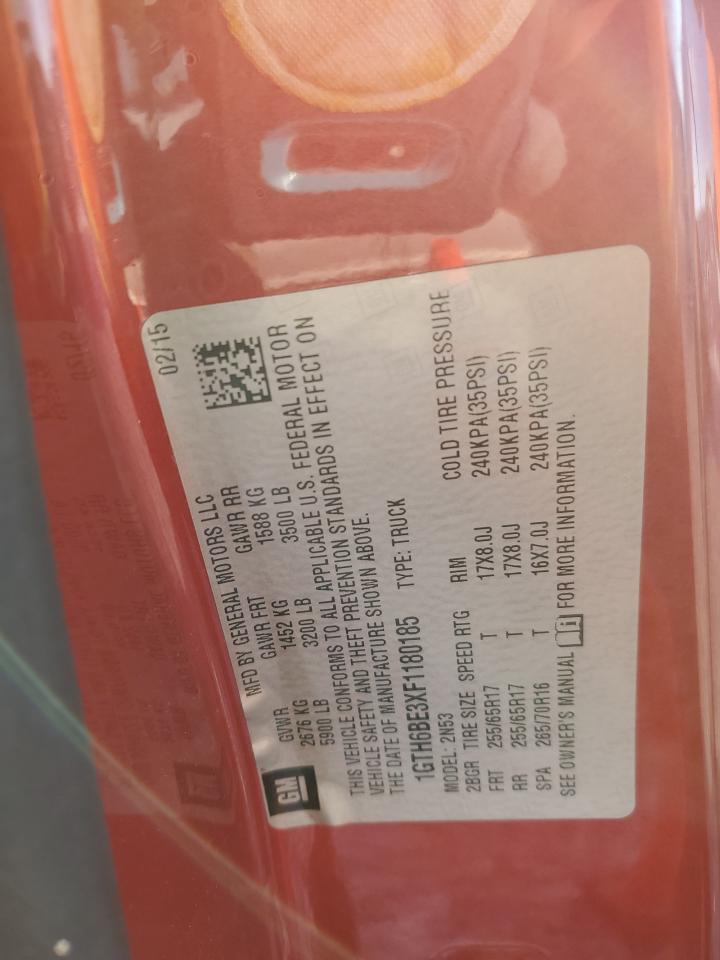 02/15
MFD BY GENERAL MOTORS LLC
GVWR GAWR FRT GAWR RR
2676 KG 1452 KG 1588 KG
5900 LB 3200 LB 3500 LB
GM
THIS VEHICLE CONFORMS TO ALL APPLICABLE U.S. FEDERAL MOTOR
VEHICLE SAFETY AND THEFT PREVENTION STANDARDS IN EFFECT ON
THE DATE OF MANUFACTURE SHOWN ABOVE.
1GTH6BE3XF1180185 TYPE: TRUCK
MODEL: 2N53
2BGR TIRE SIZE SPEED RTG RIM COLD TIRE PRESSURE
FRT 255/65R17 T 17X8.0J 240KPA(35PSI)
RR 255/65R17 T 17X8.0J 240KPA(35PSI)
SPA 265/70R16 T 16X7.0J 240KPA(35PSI)
SEE OWNER'S MANUAL FOR MORE INFORMATION.